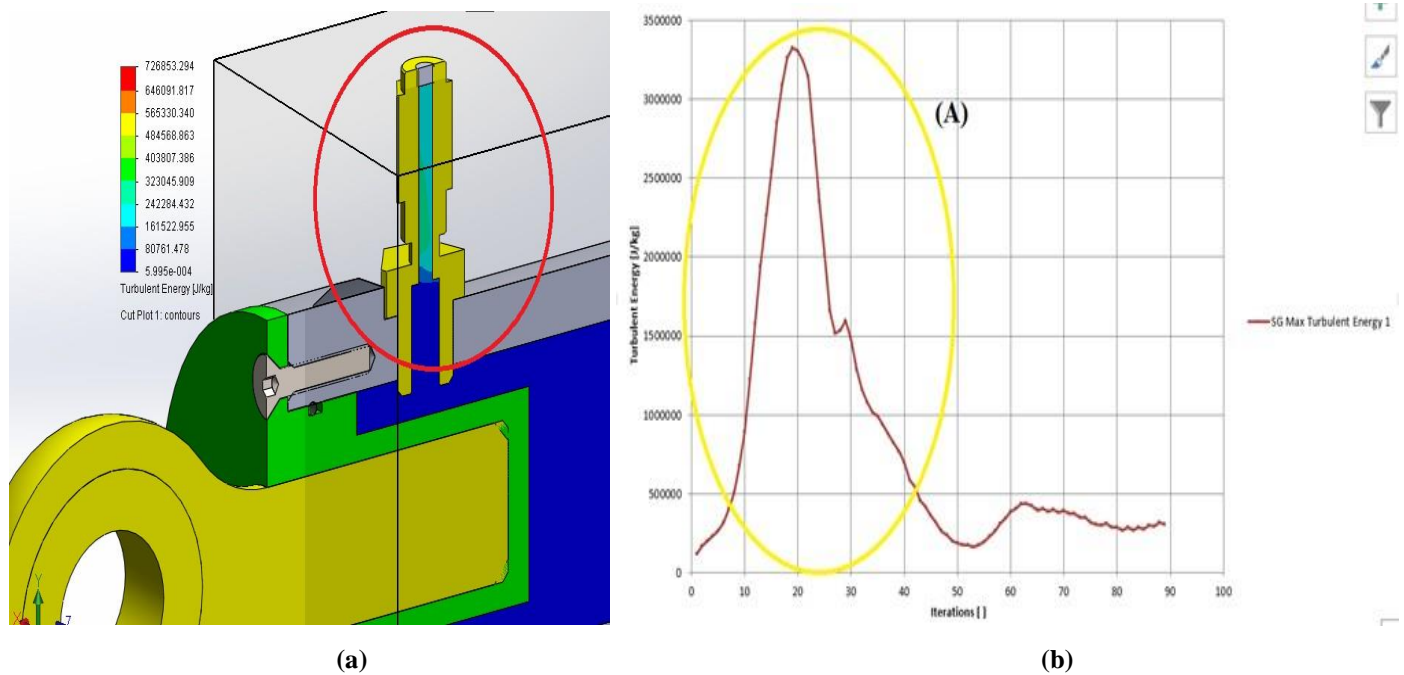 726853.294
646091.817
565330.340
484568.863
403807.386
323045.909
242284.432
161522.955
80761.478
5.995e-004
Turbulent Energy [J/kg]
Cut Plot 1: contours
Y
X
Z
(a)
3500000
3000000
2500000
2000000
1500000
1000000
500000
0
Turbulent Energy [J/kg]
(A)
SG Max Turbulent Energy 1
0 10 20 30 40 50 60 70 80 90 100
Iterations [ ]
(b)